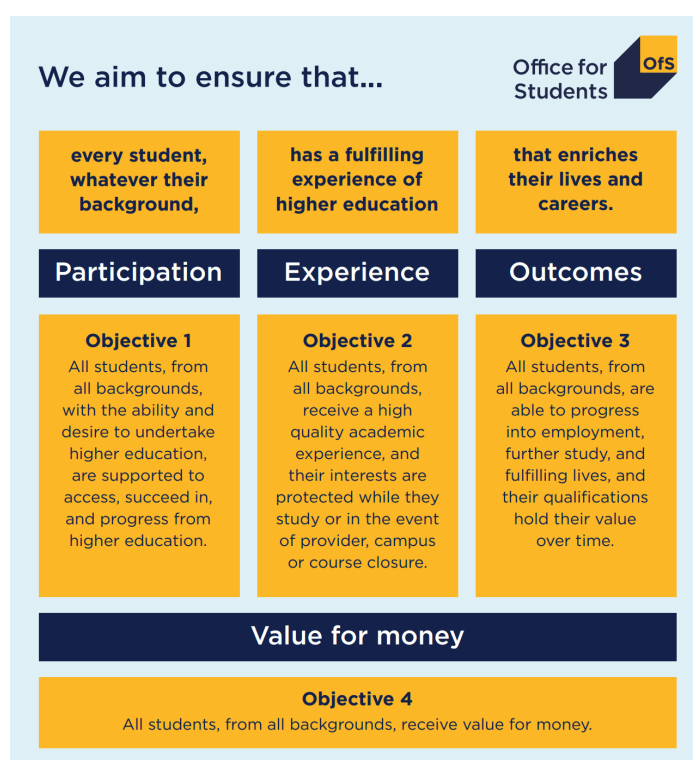 We aim to ensure that...
Office for
Students
OfS
every student,
whatever their
background,
has a fulfilling
experience of
higher education
that enriches
their lives and
careers.
Participation
Experience
Outcomes
Objective 1
All students, from
all backgrounds,
with the ability and
desire to undertake
higher education,
are supported to
access, succeed in,
and progress from
higher education.
Objective 2
All students, from
all backgrounds,
receive a high
quality academic
experience, and
their interests are
protected while they
study or in the event
of provider, campus
or course closure.
Objective 3
All students, from
all backgrounds, are
able to progress
into employment,
further study, and
fulfilling lives, and
their qualifications
hold their value
over time.
Value for money
Objective 4
All students, from all backgrounds, receive value for money.